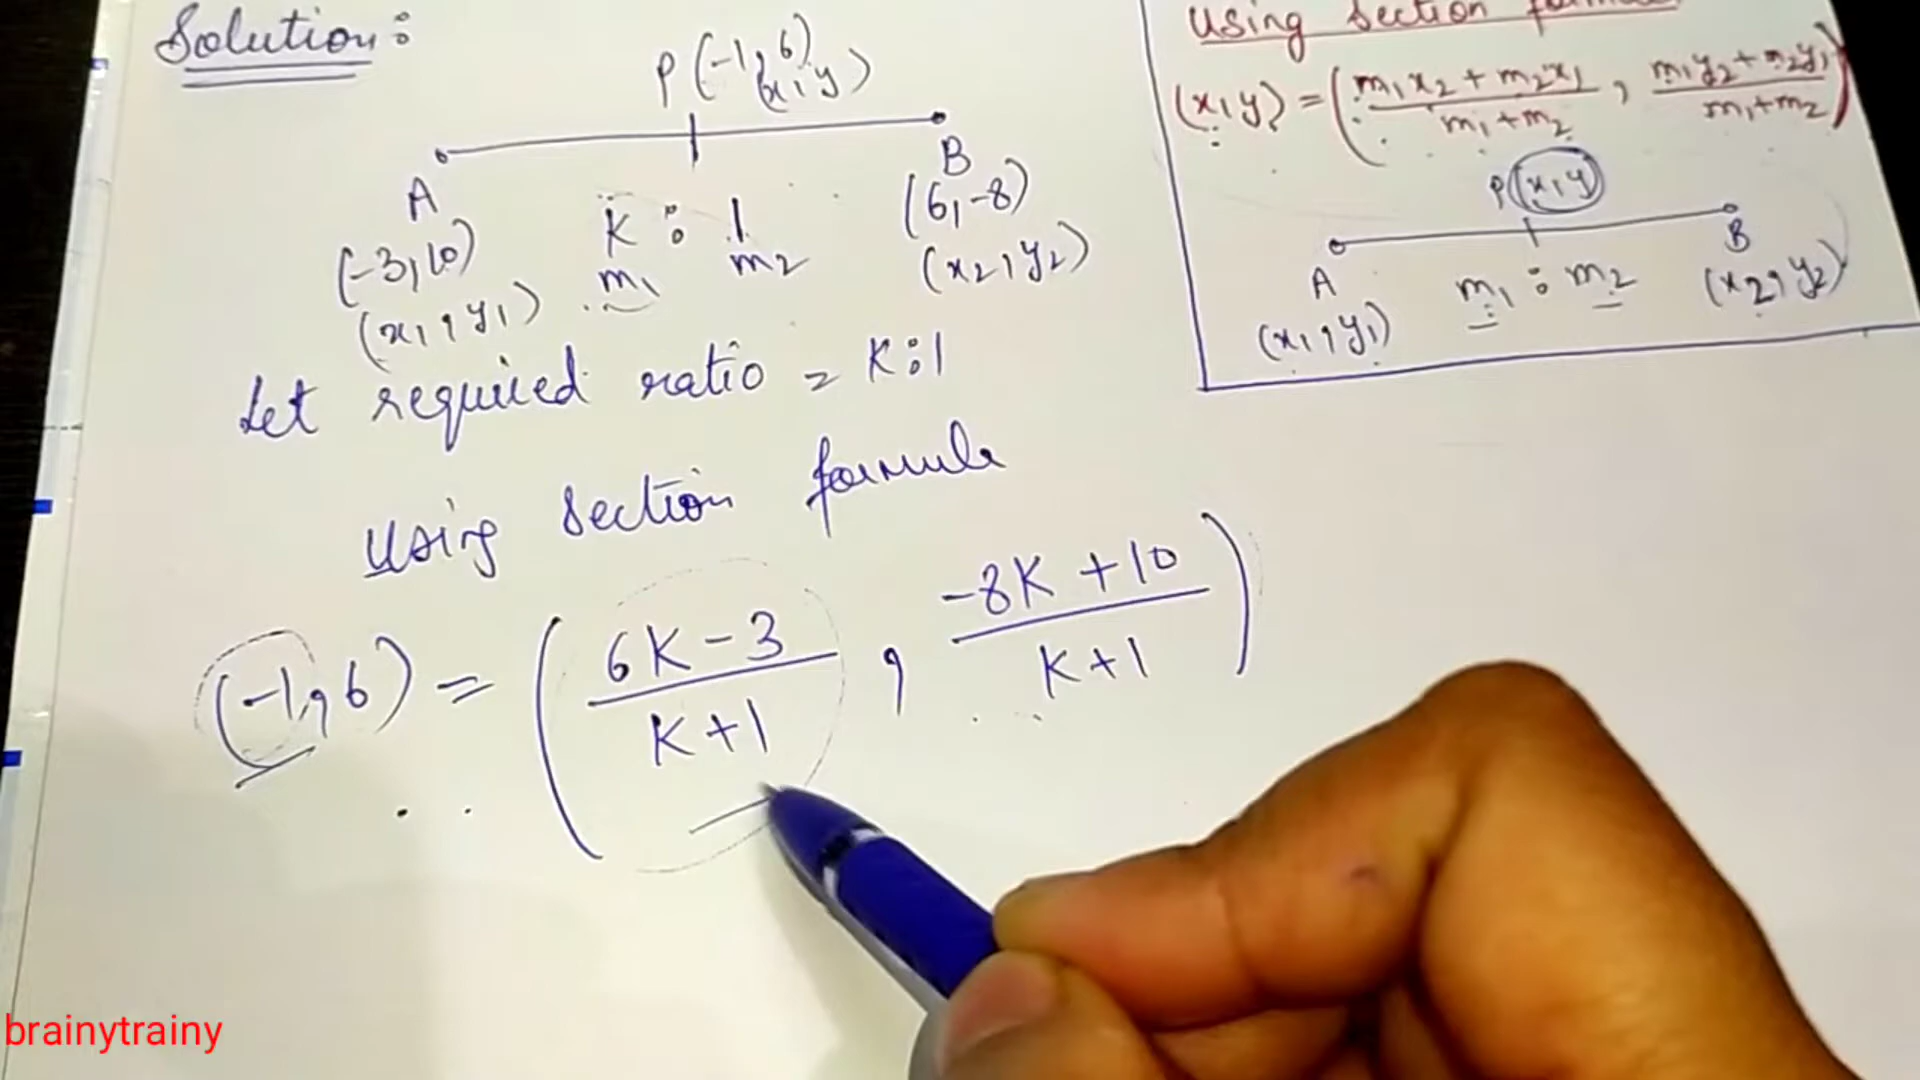 Solution:
P(-1, 6)
(x, y)
A
B
(-3, 10)
K : 1
(6, -8)
(x1, y1)
m1 m2
(x2, y2)
Let required ratio = K:1
Using section formula
(-1, 6) = ( 6K-3 / K+1 , -8K+10 / K+1 )
Using section
(x, y) = ( m1x2 + m2x1 / m1+m2 , m1y2 + m2y1 / m1+m2 )
P(x, y)
A
m1 : m2
B
(x1, y1)
(x2, y2)
brainytrainy